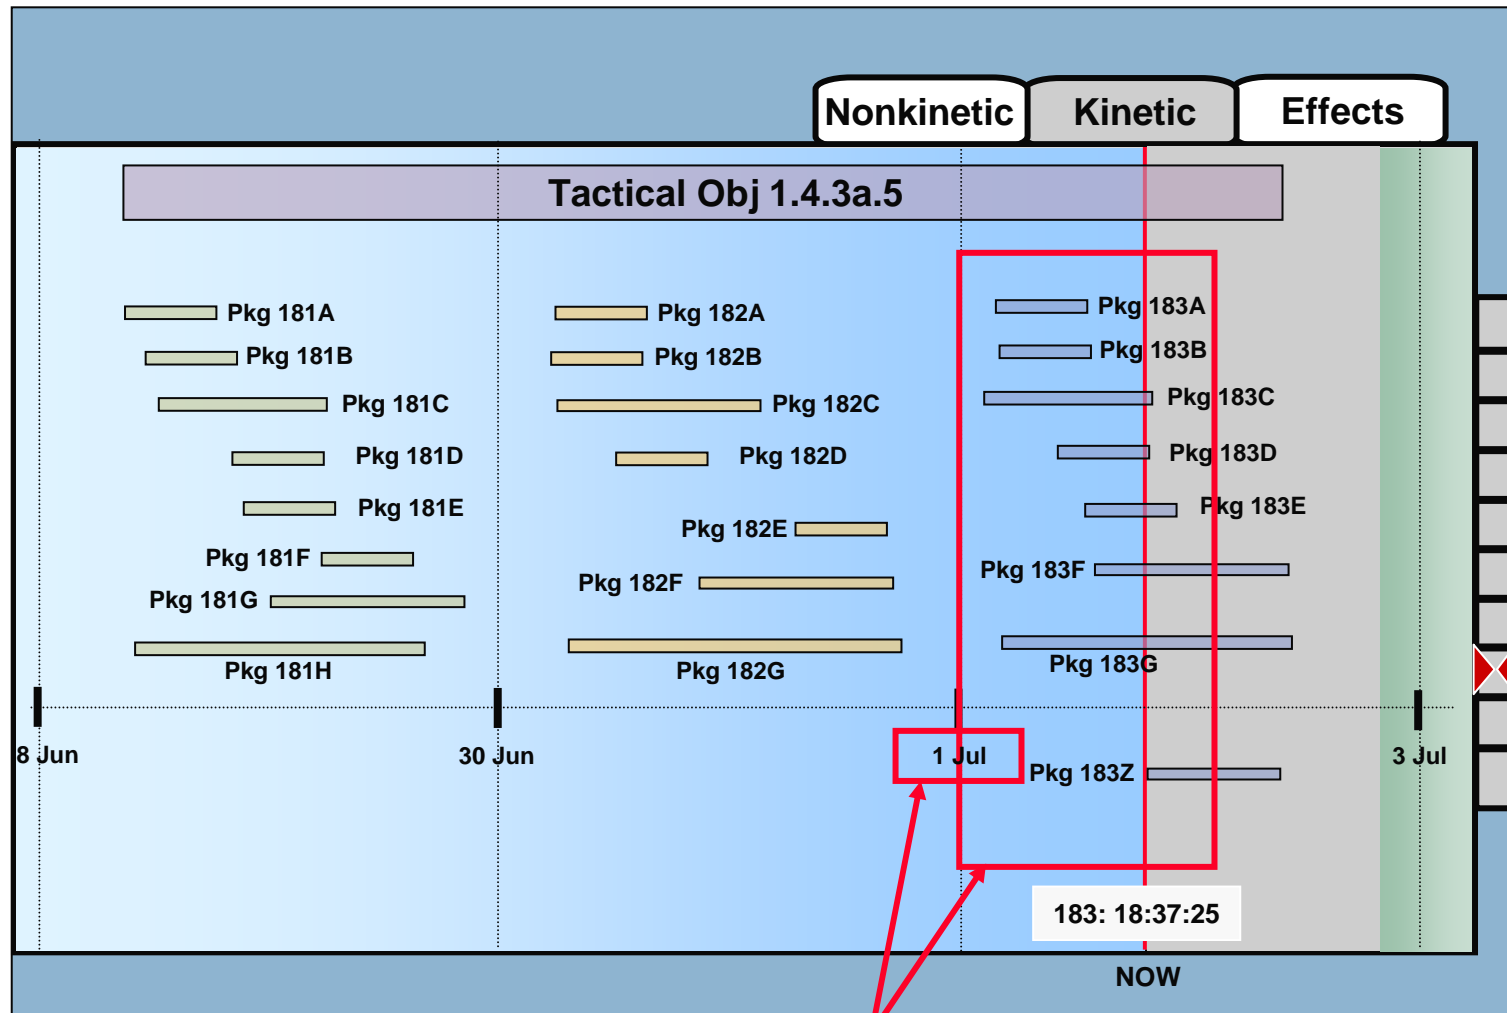 Nonkinetic
Kinetic
Effects
Tactical Obj 1.4.3a.5
Pkg 181A
Pkg 182A
Pkg 183A
Pkg 181B
Pkg 182B
Pkg 183B
Pkg 181C
Pkg 182C
Pkg 183C
Pkg 181D
Pkg 182D
Pkg 183D
Pkg 181E
Pkg 182E
Pkg 183E
Pkg 181F
Pkg 182F
Pkg 183F
Pkg 181G
Pkg 182G
Pkg 183G
Pkg 181H
8 Jun
30 Jun
1 Jul
3 Jul
Pkg 183Z
183: 18:37:25
NOW